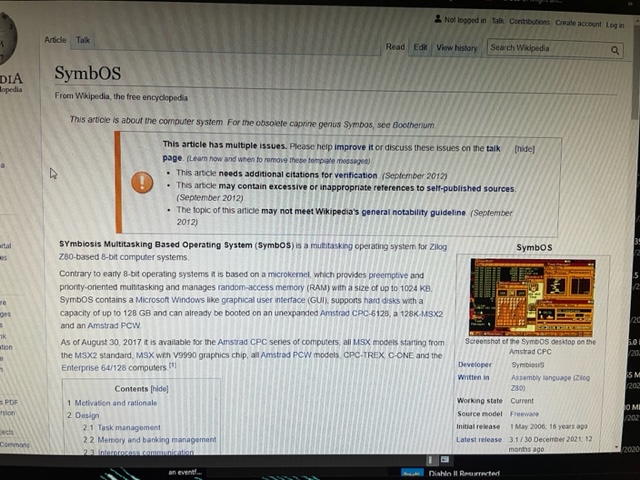 Not logged in Talk Contributions Create account Log in
Article Talk
Read Edit View history Search Wikipedia
SymbOS
From Wikipedia, the free encyclopedia
This article is about the computer system. For the obsolete caprine genus Symbos, see Bootherium.
This article has multiple issues. Please help improve it or discuss these issues on the talk [hide]
page. (Learn how and when to remove these template messages)
• This article needs additional citations for verification. (September 2012)
• This article may contain excessive or inappropriate references to self-published sources.
(September 2012)
• The topic of this article may not meet Wikipedia's general notability guideline. (September
2012)
SYmbiosis Multitasking Based Operating System (SymbOS) is a multitasking operating system for Zilog
Z80-based 8-bit computer systems.
Contrary to early 8-bit operating systems it is based on a microkernel, which provides preemptive and
priority-oriented multitasking and manages random-access memory (RAM) with a size of up to 1024 KB.
SymbOS contains a Microsoft Windows like graphical user interface (GUI), supports hard disks with a
capacity of up to 128 GB and can already be booted on an unexpanded Amstrad CPC-6128, a 128K-MSX2
and an Amstrad PCW.
As of August 30, 2017 it is available for the Amstrad CPC series of computers, all MSX models starting from
the MSX2 standard, MSX with V9990 graphics chip, all Amstrad PCW models, CPC-TREX, C-ONE and the
Enterprise 64/128 computers.[1]
Contents [hide]
1 Motivation and rationale
2 Design
2.1 Task management
2.2 Memory and banking management
2.3 Interprocess communication
SymbOS
Screenshot of the SymbOS desktop on the
Amstrad CPC
Developer SymbiosiS
Written in Assembly language (Zilog
Z80)
Working state Current
Source model Freeware
Initial release 1 May 2006; 16 years ago
Latest release 3.1 / 30 December 2021; 12
months ago
an eventf...
Diablo II Resurrected